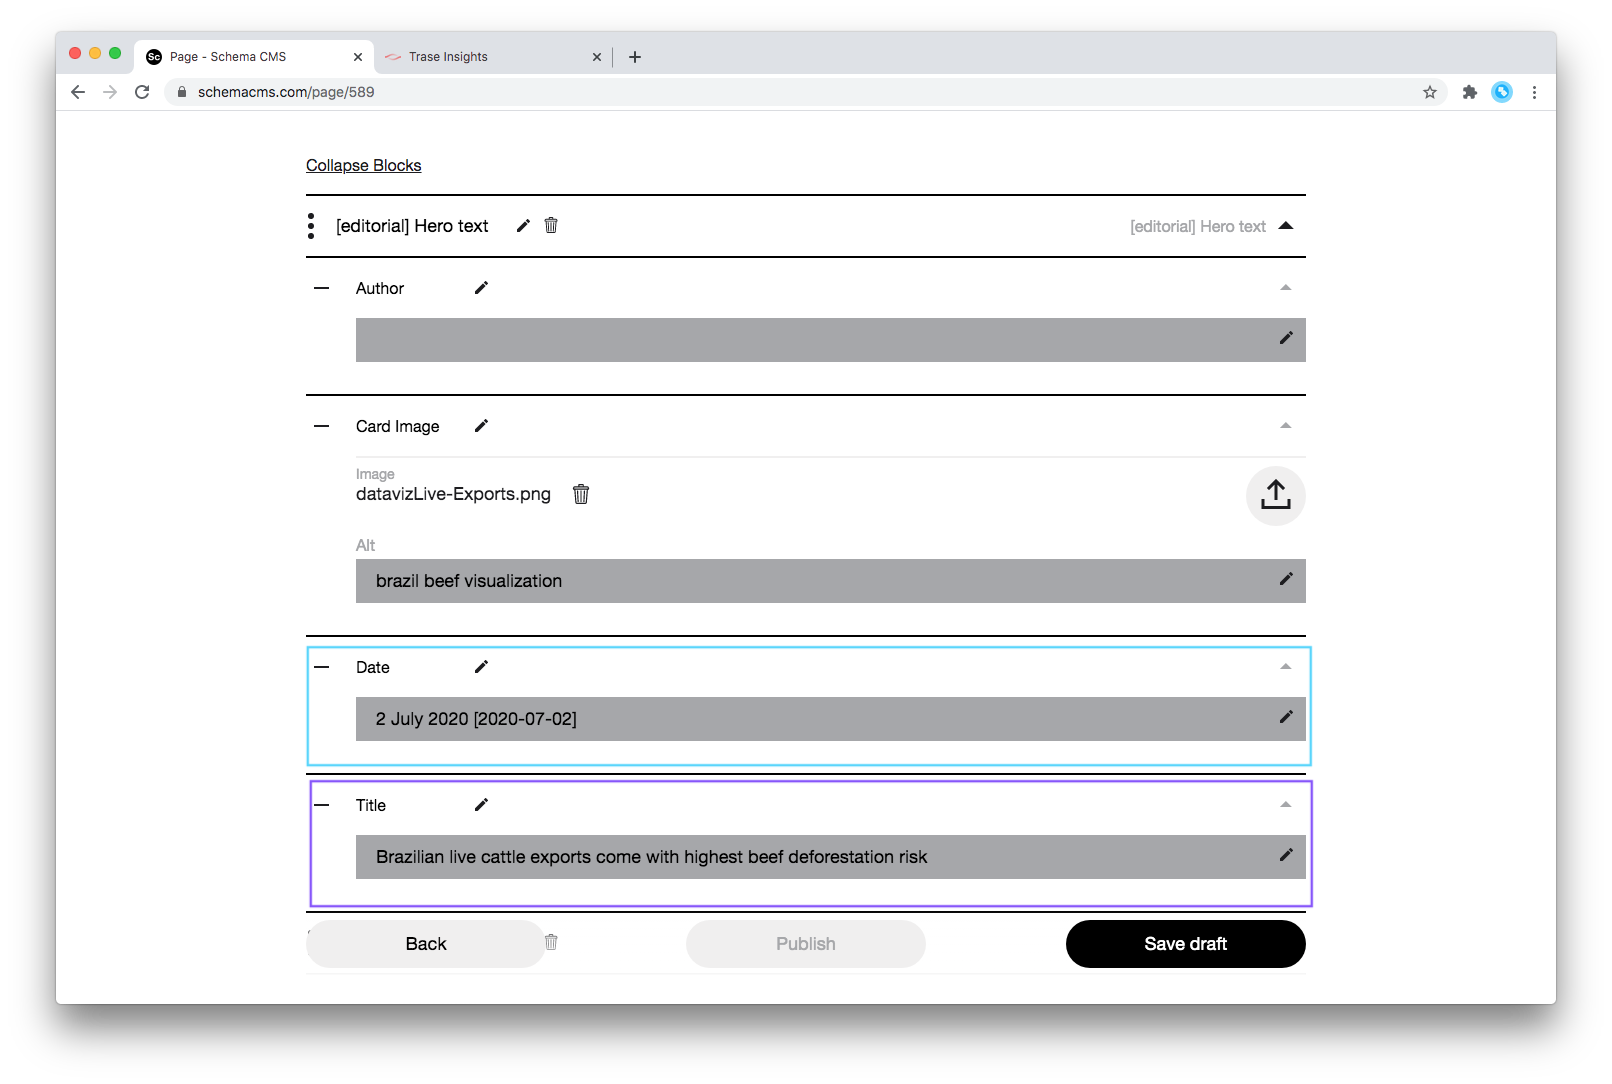 Sc Page - Schema CMS
Trase Insights
schemacms.com/page/589
Collapse Blocks
[editorial] Hero text
[editorial] Hero text
Author
Card Image
Image
datavizLive-Exports.png
Alt
brazil beef visualization
Date
2 July 2020 [2020-07-02]
Title
Brazilian live cattle exports come with highest beef deforestation risk
Back
Publish
Save draft